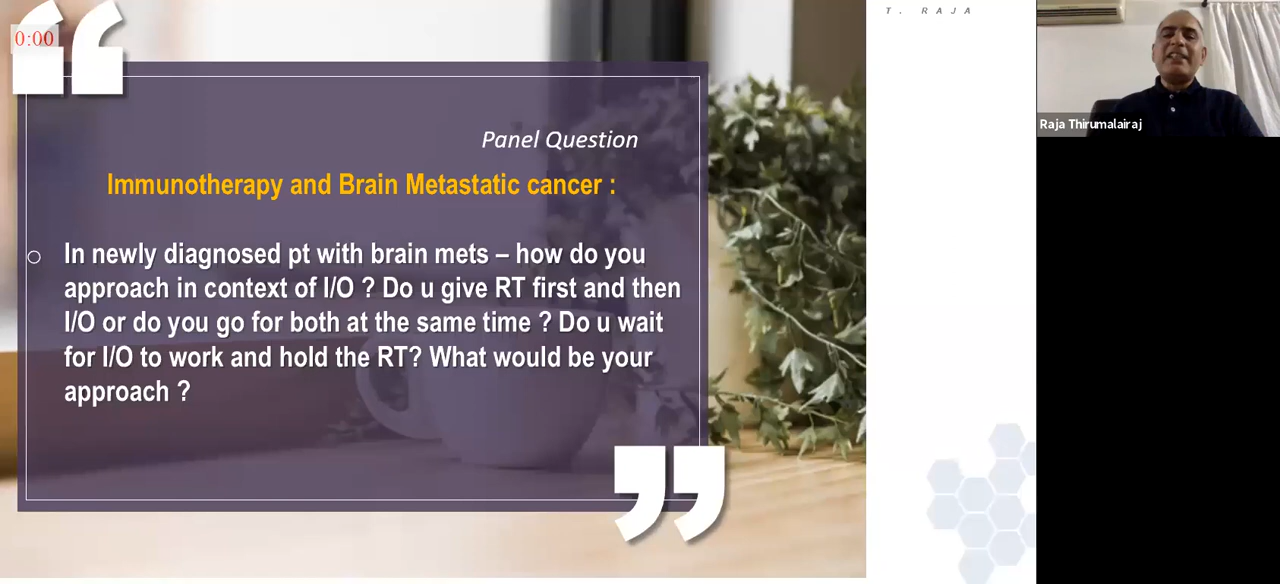 0:00
T. RAJA
Raja Thirumalairaj
Panel Question
Immunotherapy and Brain Metastatic cancer :
○ In newly diagnosed pt with brain mets – how do you
approach in context of I/O ? Do u give RT first and then
I/O or do you go for both at the same time ? Do u wait
for I/O to work and hold the RT? What would be your
approach ?